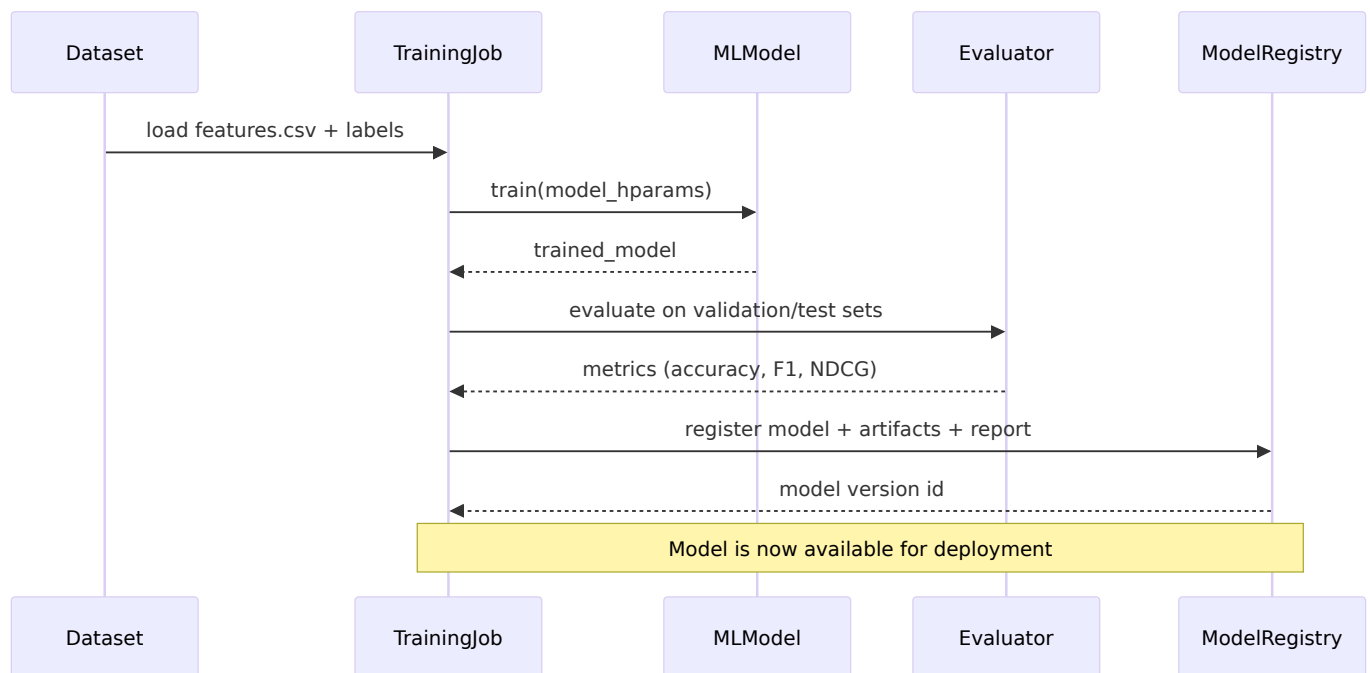 Dataset
TrainingJob
MLModel
Evaluator
ModelRegistry
load features.csv + labels
train(model_hparams)
trained_model
evaluate on validation/test sets
metrics (accuracy, F1, NDCG)
register model + artifacts + report
model version id
Model is now available for deployment
Dataset
TrainingJob
MLModel
Evaluator
ModelRegistry